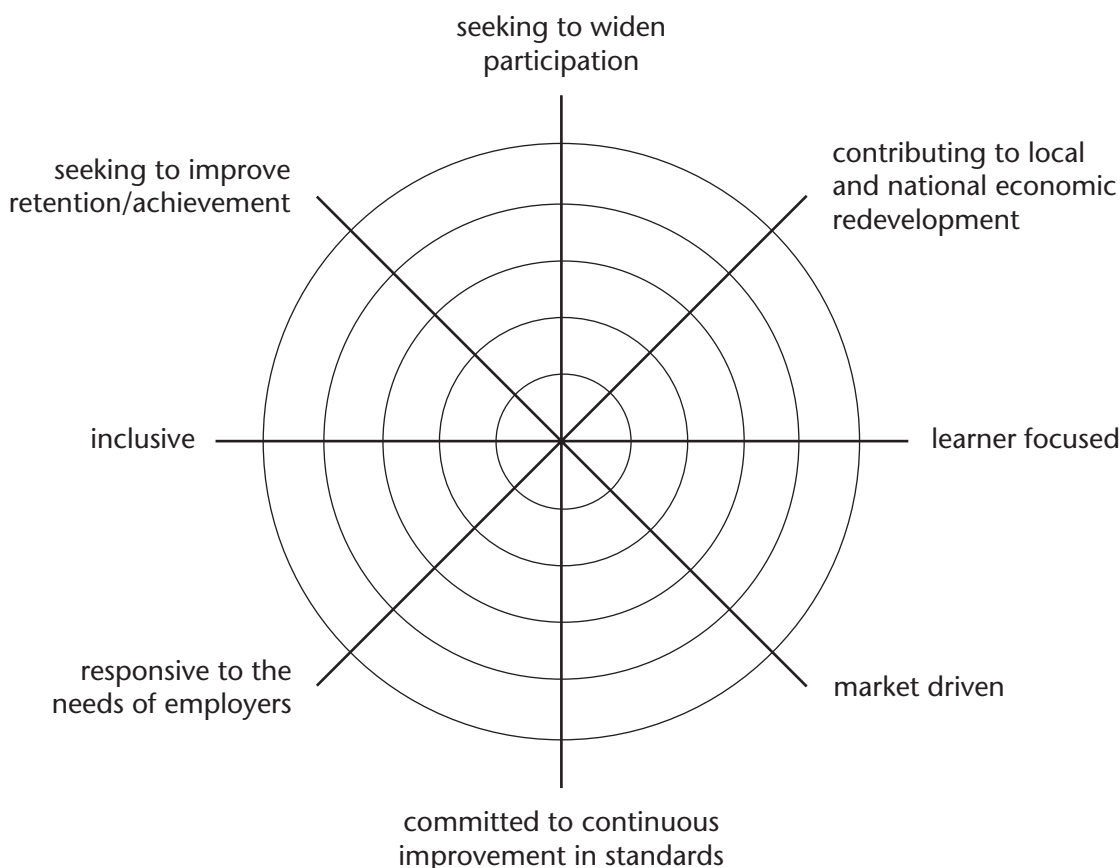 seeking to widen
participation
contributing to local
and national economic
redevelopment
learner focused
market driven
committed to continuous
improvement in standards
responsive to the
needs of employers
inclusive
seeking to improve
retention/achievement